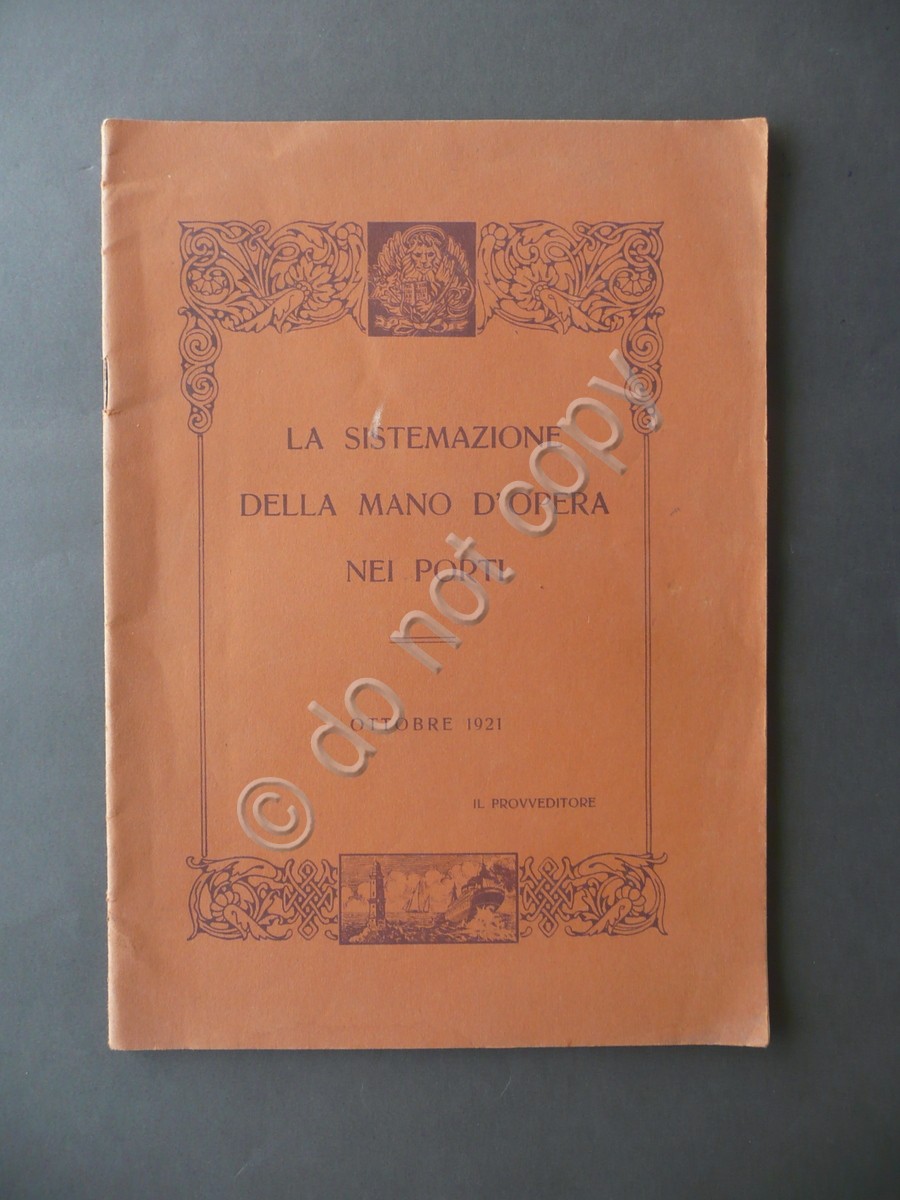 LA SISTEMAZIONE
DELLA MANO D'OPERA
NEI PORTI
OTTOBRE 1921
IL PROVVEDITORE
© do not copy